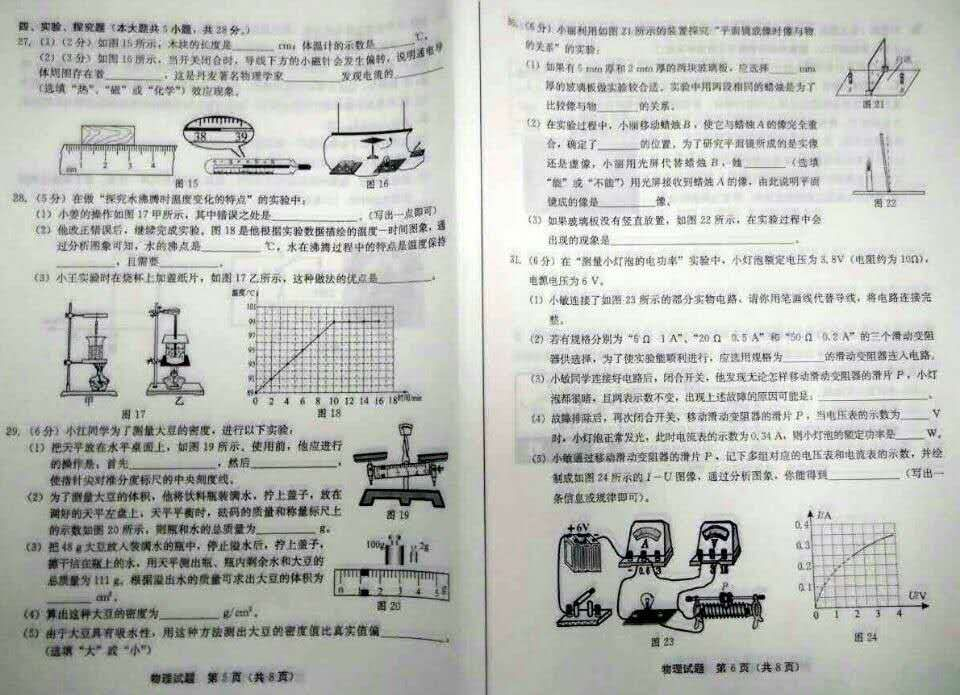 四、实验、探究题（本大题共5小题，共28分。）
27.（1）（2分）如图15所示，木块的长度是________cm；体温计的示数是________℃。
（2）（3分）如图16所示，当开关闭合时，导线下方的小磁针会发生偏转，说明通电导
体周围存在着________，这是丹麦著名物理学家________发现电流的________
（选填“热”、“磁”或“化学”）效应现象。
cm 1 2 3 4
38 39
图15
图16
28.（5分）在做“探究水沸腾时温度变化的特点”的实验中：
（1）小姜的操作如图17甲所示，其中错误之处是________。（写出一点即可）
（2）他改正错误后，继续完成实验。图18是他根据实验数据描绘的温度—时间图象，通
过分析图象可知，水的沸点是________℃，水在沸腾过程中的特点是温度保持
________，且需要________。
（3）小王实验时在烧杯上加盖纸片，如图17乙所示，这种做法的优点是________。
甲
乙
图17
温度/℃
0 2 4 6 8 10 12 14 16 18 时间/min
图18
29.（6分）小江同学为了测量大豆的密度，进行以下实验：
（1）把天平放在水平桌面上，如图19所示。使用前，他应进行
的操作是：首先________，然后________，
使指针尖对准分度标尺的中央刻度线。
图19
（2）为了测量大豆的体积，他将饮料瓶装满水，拧上盖子，放在
调好的天平左盘上，天平平衡时，砝码的质量和称量标尺上
的示数如图20所示，则瓶和水的总质量为________g。
（3）把48g大豆放入装满水的瓶中，停止溢水后，拧上盖子，
擦干沾在瓶上的水，用天平测出瓶、瓶内剩余水和大豆的
总质量为111g，根据溢出水的质量可求出大豆的体积为
________cm³。
100g 2g
0 1 2 3 4 5g
图20
（4）算出这种大豆的密度为________g/cm³。
（5）由于大豆具有吸水性，用这种方法测出大豆的密度值比真实值偏________。
（选填“大”或“小”）
物理试题 第5页（共8页）
（6分）小丽利用如图21所示的装置探究“平面镜成像时像与物
的关系”的实验：
（1）如果有5mm厚和2mm厚的两块玻璃板，应选择________mm
厚的玻璃板做实验较合适。实验中用两段相同的蜡烛是为了
比较像与物________的关系。
图21
（2）在实验过程中，小丽移动蜡烛B，使它与蜡烛A的像完全重
合，确定了________的位置。为了研究平面镜所成的是实像
还是虚像，小丽用光屏代替蜡烛B，她________（选填
“能”或“不能”）用光屏接收到蜡烛A的像，由此说明平面
镜成的像是________像。
图22
（3）如果玻璃板没有竖直放置，如图22所示，在实验过程中会
出现的现象是________。
31.（6分）在“测量小灯泡的电功率”实验中，小灯泡额定电压为3.8V（电阻约为10Ω），
电源电压为6V。
（1）小敏连接了如图23所示的部分实物电路，请你用笔画线代替导线，将电路连接完
整。
（2）若有规格分别为“5Ω 1A”、“20Ω 0.5A”和“50Ω 0.2A”的三个滑动变阻
器供选择，为了使实验能顺利进行，应选用规格为________的滑动变阻器连入电路。
（3）小敏同学连接好电路后，闭合开关，他发现无论怎样移动滑动变阻器的滑片P，小灯
泡都很暗，且两表示数不变，出现上述故障的原因可能是：________。
（4）故障排除后，再次闭合开关，移动滑动变阻器的滑片P，当电压表的示数为________V
时，小灯泡正常发光，此时电流表的示数为0.34A，则小灯泡的额定功率是________W。
（5）小敏通过移动滑动变阻器的滑片P，记下多组对应的电压表和电流表的示数，并绘
制成如图24所示的I－U图像，通过分析图象，你能得到________（写出一
条信息或规律即可）。
+6V
A
P
图23
I/A
0.4
0.3
0.2
0.1
0 1 2 3 4 U/V
图24
物理试题 第6页（共8页）